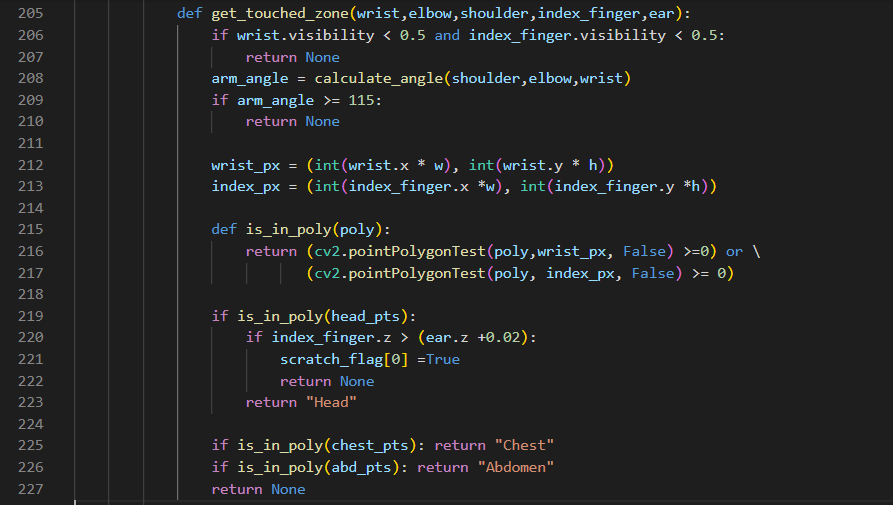 205 def get_touched_zone(wrist,elbow,shoulder,index_finger,ear):
206 if wrist.visibility < 0.5 and index_finger.visibility < 0.5:
207 return None
208 arm_angle = calculate_angle(shoulder,elbow,wrist)
209 if arm_angle >= 115:
210 return None
211
212 wrist_px = (int(wrist.x * w), int(wrist.y * h))
213 index_px = (int(index_finger.x *w), int(index_finger.y *h))
214
215 def is_in_poly(poly):
216 return (cv2.pointPolygonTest(poly,wrist_px, False) >=0) or \
217 (cv2.pointPolygonTest(poly, index_px, False) >= 0)
218
219 if is_in_poly(head_pts):
220 if index_finger.z > (ear.z +0.02):
221 scratch_flag[0] =True
222 return None
223 return "Head"
224
225 if is_in_poly(chest_pts): return "Chest"
226 if is_in_poly(abd_pts): return "Abdomen"
227 return None